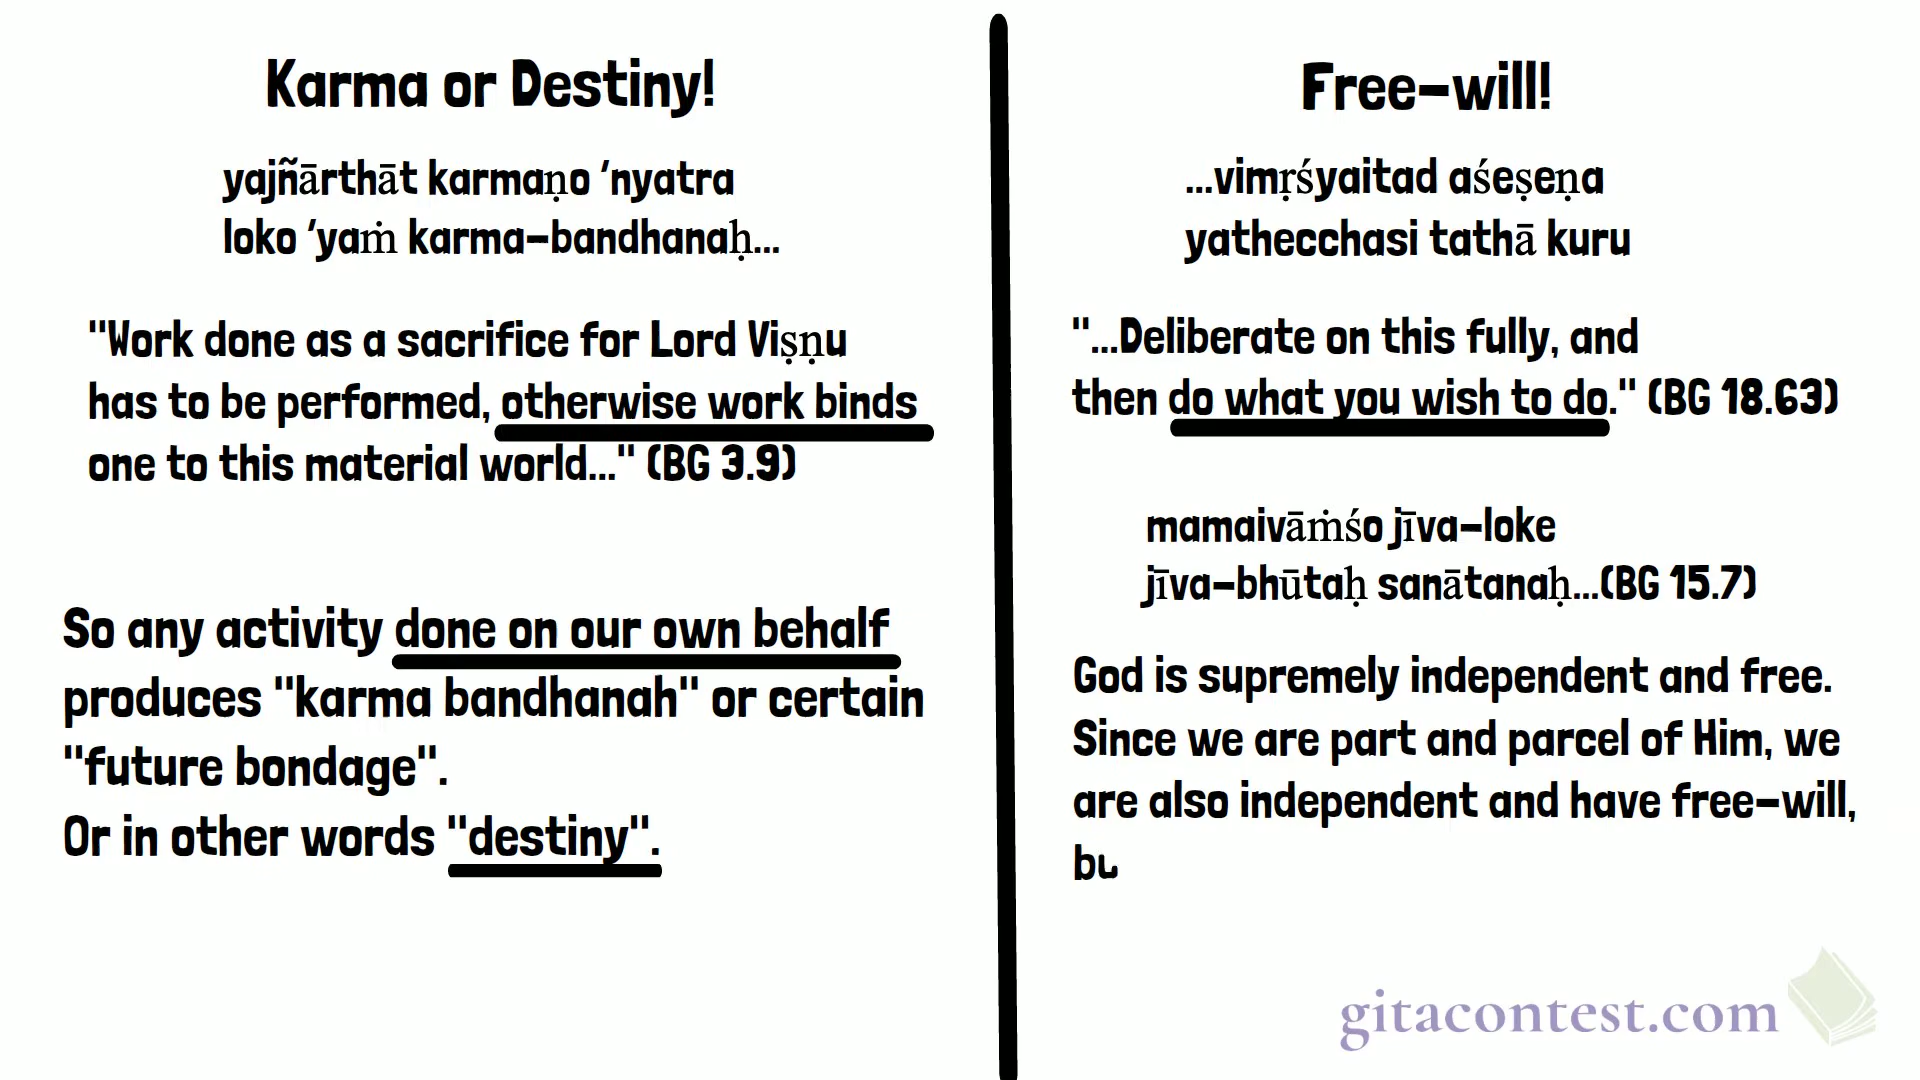 Karma or Destiny!
yajñārthāt karmaṇo ’nyatra
loko ’yaṁ karma-bandhanaḥ...
"Work done as a sacrifice for Lord Viṣṇu
has to be performed, otherwise work binds
one to this material world..." (BG 3.9)
So any activity done on our own behalf
produces "karma bandhanah" or certain
"future bondage".
Or in other words "destiny".
Free-will!
...vimṛśyaitad aśeṣeṇa
yathecchasi tathā kuru
"...Deliberate on this fully, and
then do what you wish to do." (BG 18.63)
mamaivāṁśo jīva-loke
jīva-bhūtaḥ sanātanaḥ...(BG 15.7)
God is supremely independent and free.
Since we are part and parcel of Him, we
are also independent and have free-will,
gitacontest.com